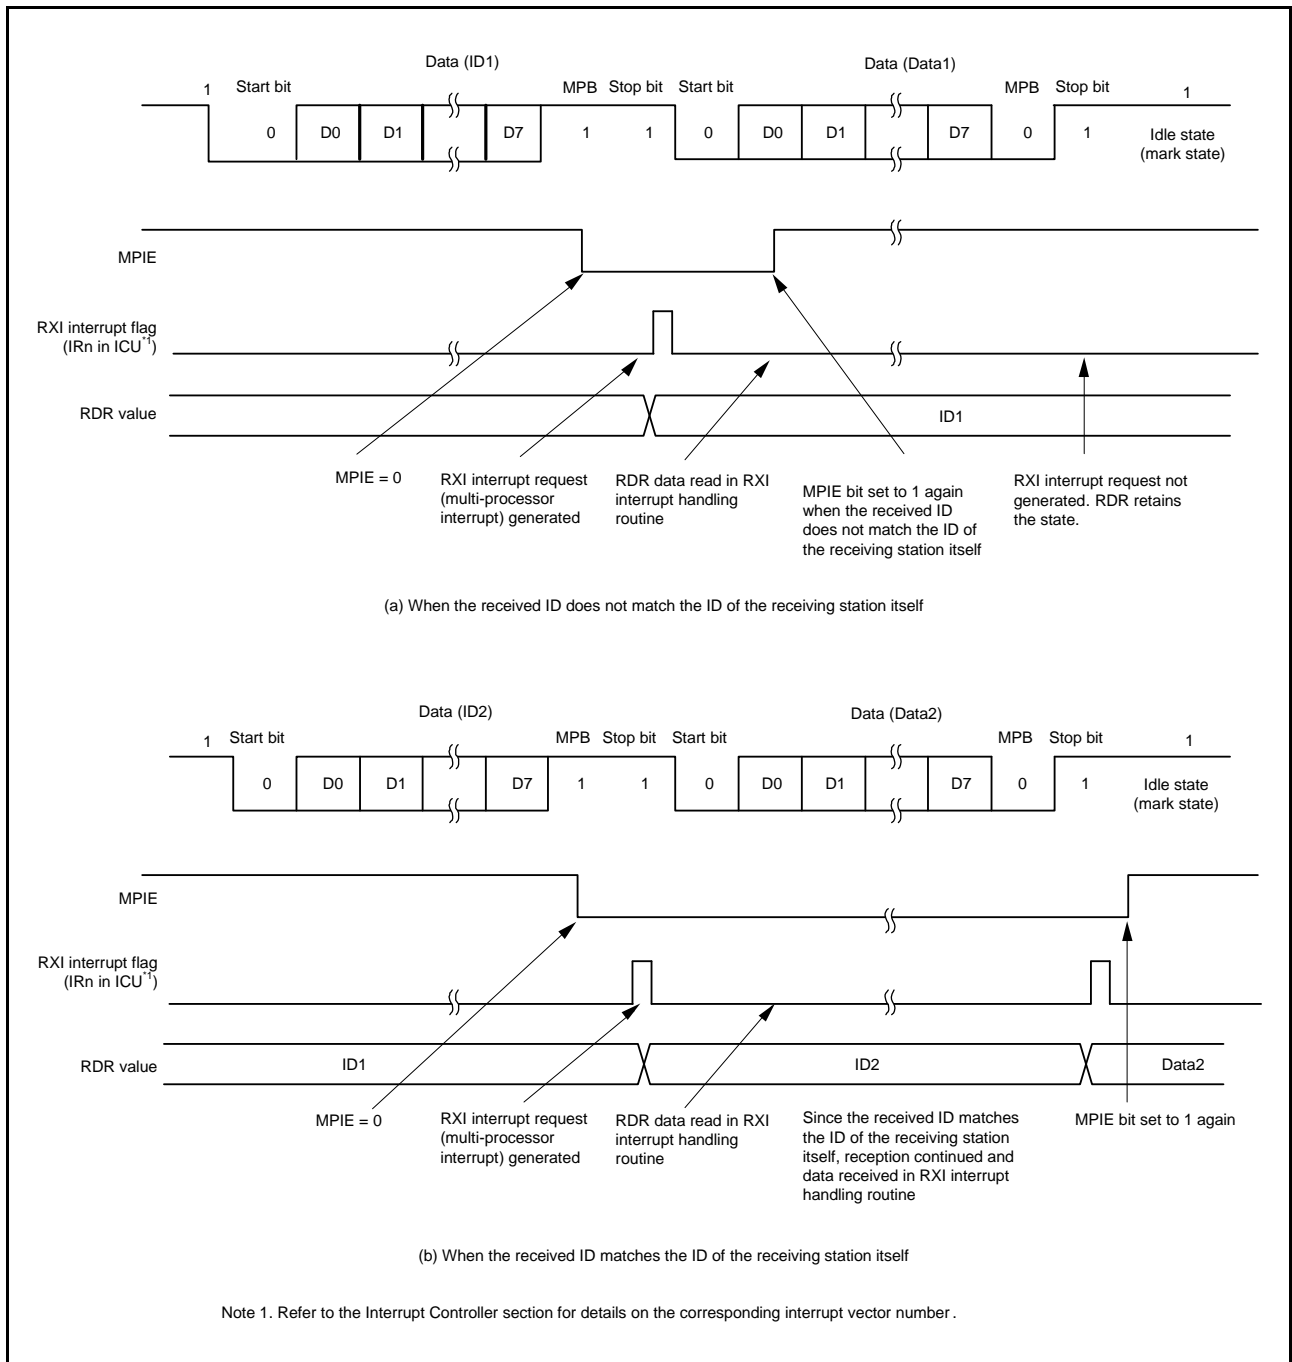 Data (ID1) Data (Data1)
1 Start bit MPB Stop bit Start bit MPB Stop bit 1
0 D0 D1 D7 1 1 0 D0 D1 D7 0 1 Idle state
(mark state)
MPIE
RXI interrupt flag
(IRn in ICU*1)
RDR value ID1
MPIE = 0
RXI interrupt request
(multi-processor
interrupt) generated
RDR data read in RXI
interrupt handling
routine
MPIE bit set to 1 again
when the received ID
does not match the ID of
the receiving station itself
RXI interrupt request not
generated. RDR retains
the state.
(a) When the received ID does not match the ID of the receiving station itself
Data (ID2) Data (Data2)
1 Start bit MPB Stop bit Start bit MPB Stop bit 1
0 D0 D1 D7 1 1 0 D0 D1 D7 0 1 Idle state
(mark state)
MPIE
RXI interrupt flag
(IRn in ICU*1)
RDR value ID1 ID2 Data2
MPIE = 0
RXI interrupt request
(multi-processor
interrupt) generated
RDR data read in RXI
interrupt handling
routine
Since the received ID matches
the ID of the receiving station
itself, reception continued and
data received in RXI interrupt
handling routine
MPIE bit set to 1 again
(b) When the received ID matches the ID of the receiving station itself
Note 1. Refer to the Interrupt Controller section for details on the corresponding interrupt vector number.